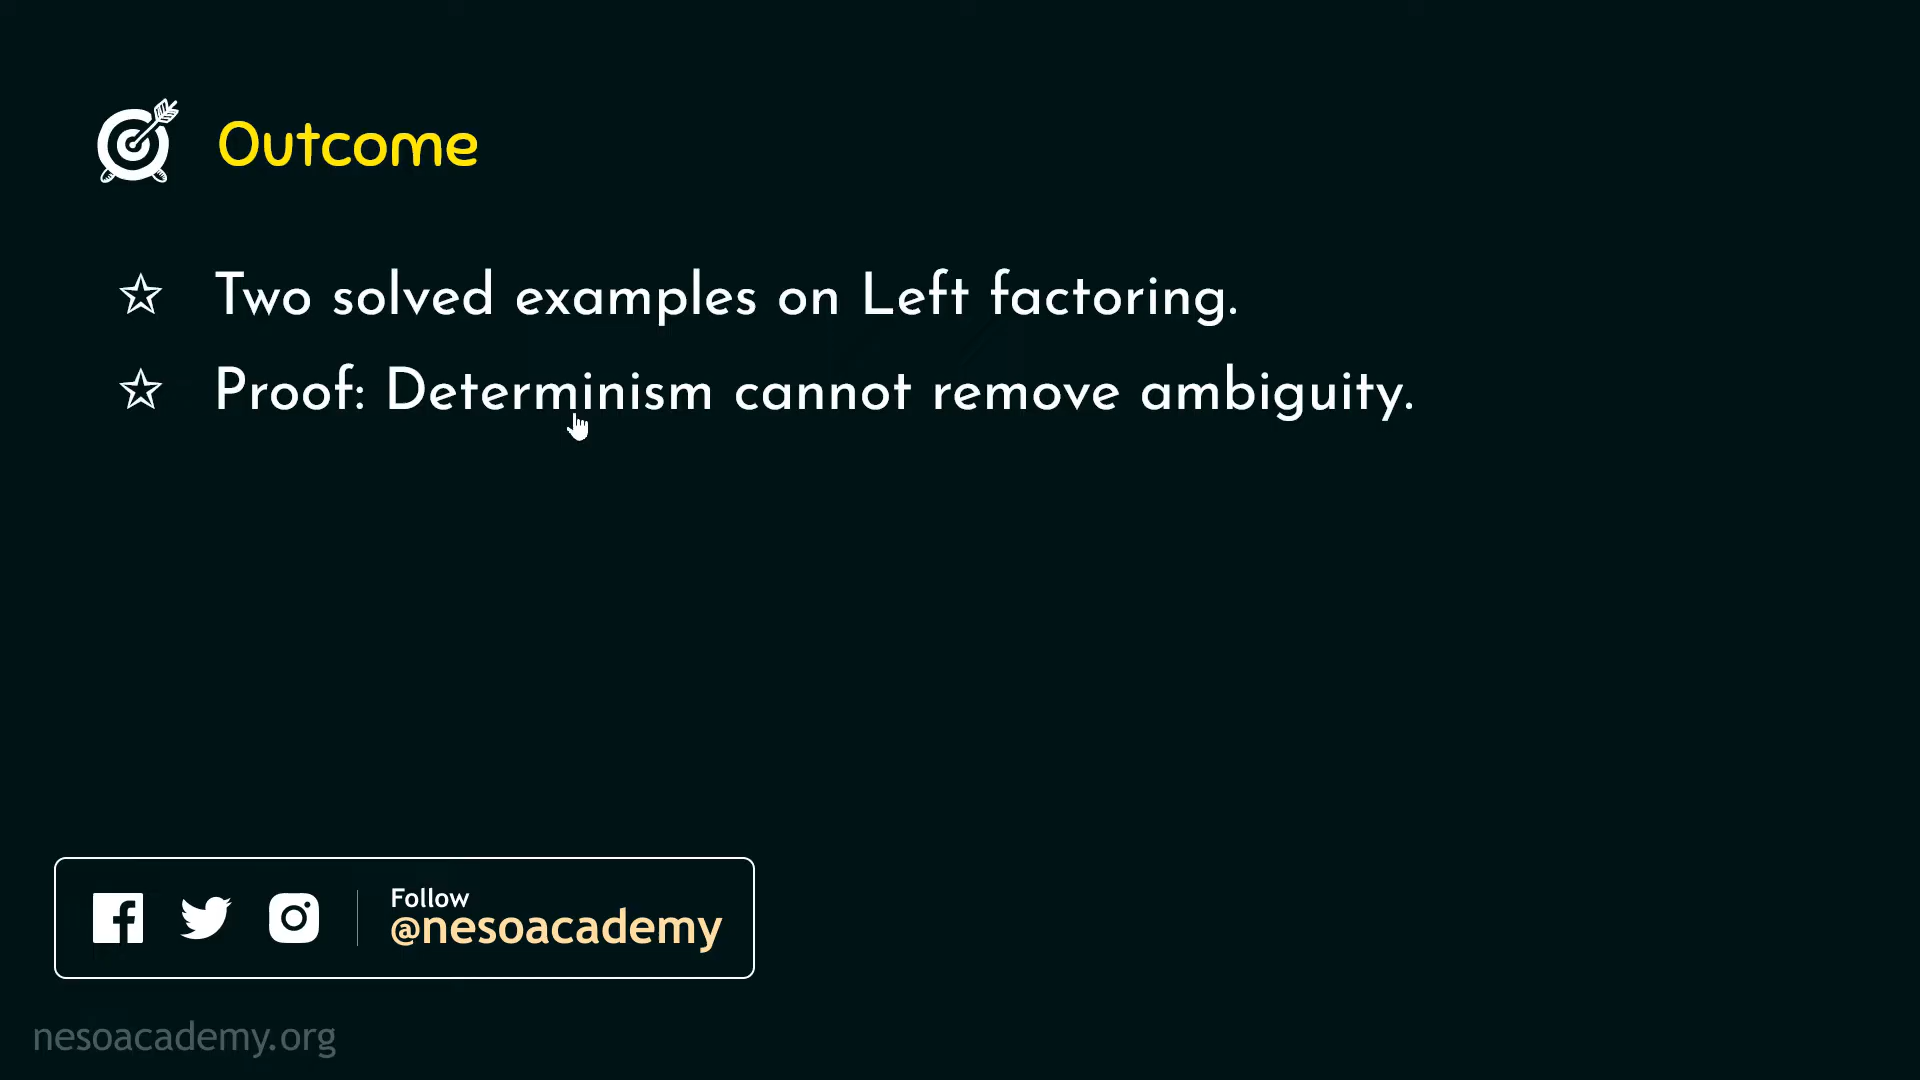 Outcome
☆ Two solved examples on Left factoring.
☆ Proof: Determinism cannot remove ambiguity.
Follow
@nesoacademy
nesoacademy.org